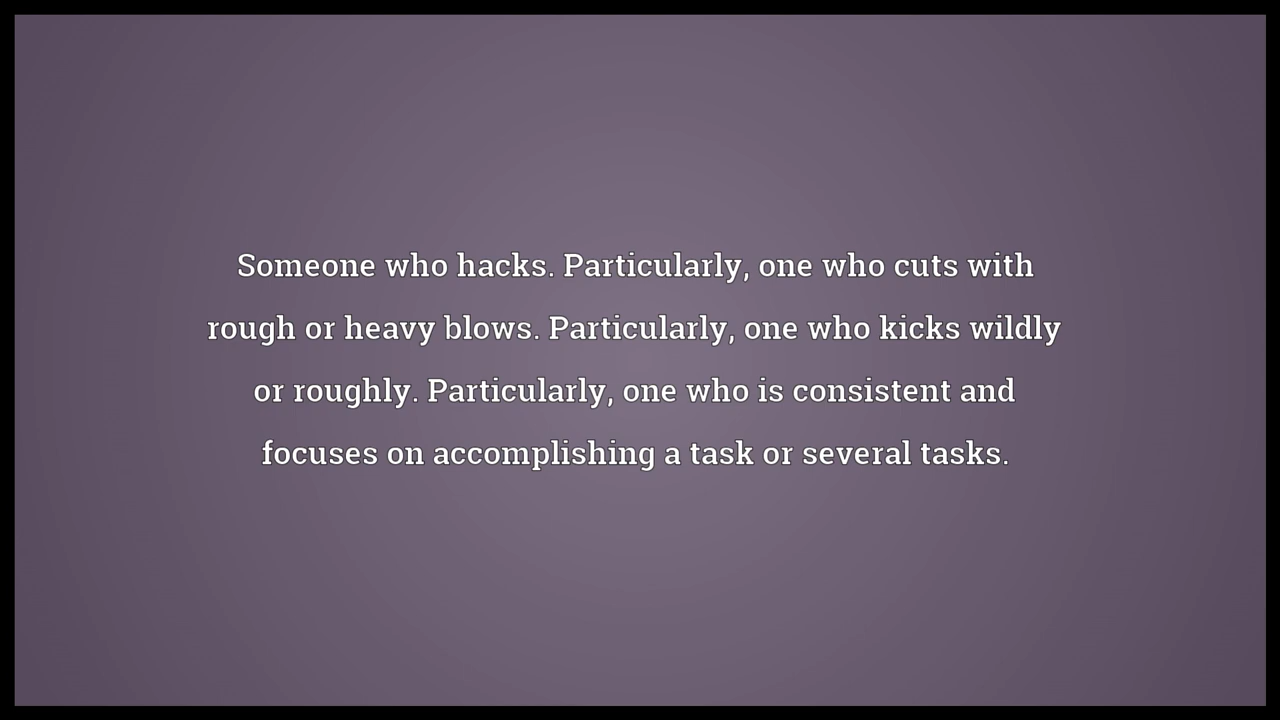 Someone who hacks. Particularly, one who cuts with
rough or heavy blows. Particularly, one who kicks wildly
or roughly. Particularly, one who is consistent and
focuses on accomplishing a task or several tasks.